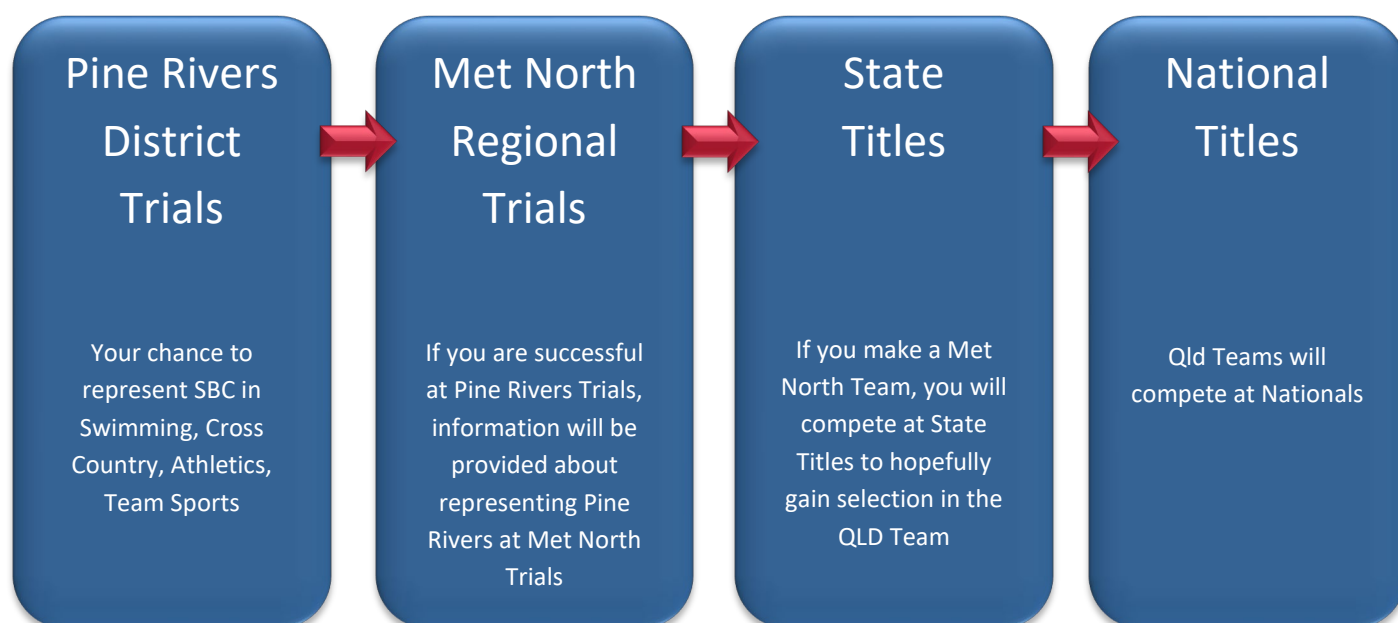 Pine Rivers
District
Trials
Your chance to
represent SBC in
Swimming, Cross
Country, Athletics,
Team Sports
Met North
Regional
Trials
If you are successful
at Pine Rivers Trials,
information will be
provided about
representing Pine
Rivers at Met North
Trials
State
Titles
If you make a Met
North Team, you will
compete at State
Titles to hopefully
gain selection in the
QLD Team
National
Titles
Qld Teams will
compete at Nationals